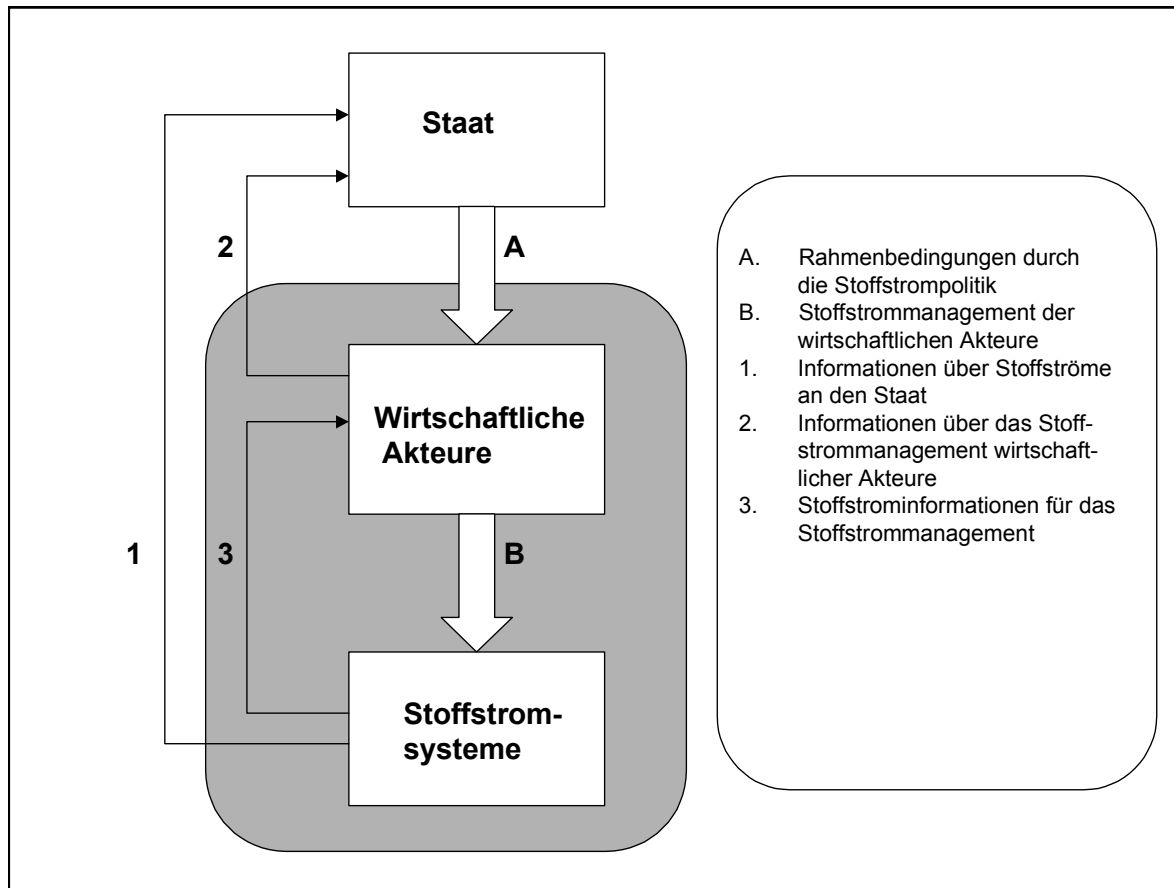 Staat
2
A
Wirtschaftliche
Akteure
1
3
B
Stoffstrom-
systeme
A. Rahmenbedingungen durch
die Stoffstrompolitik
B. Stoffstrommanagement der
wirtschaftlichen Akteure
1. Informationen über Stoffströme
an den Staat
2. Informationen über das Stoff-
strommanagement wirtschaft-
licher Akteure
3. Stoffstrominformationen für das
Stoffstrommanagement